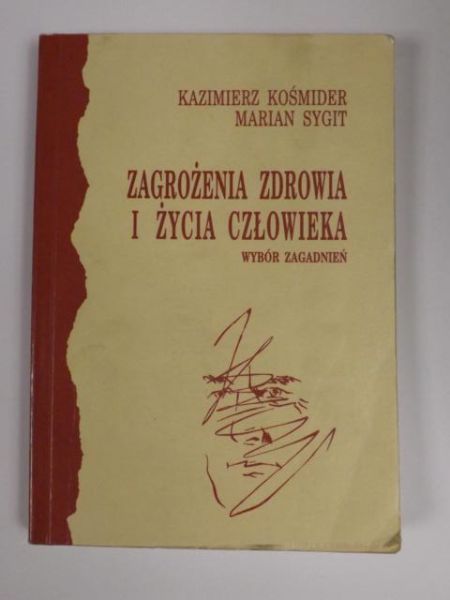 KAZIMIERZ KOŚMIDER
MARIAN SYGIT
ZAGROŻENIA ZDROWIA
I ŻYCIA CZŁOWIEKA
WYBÓR ZAGADNIEŃ